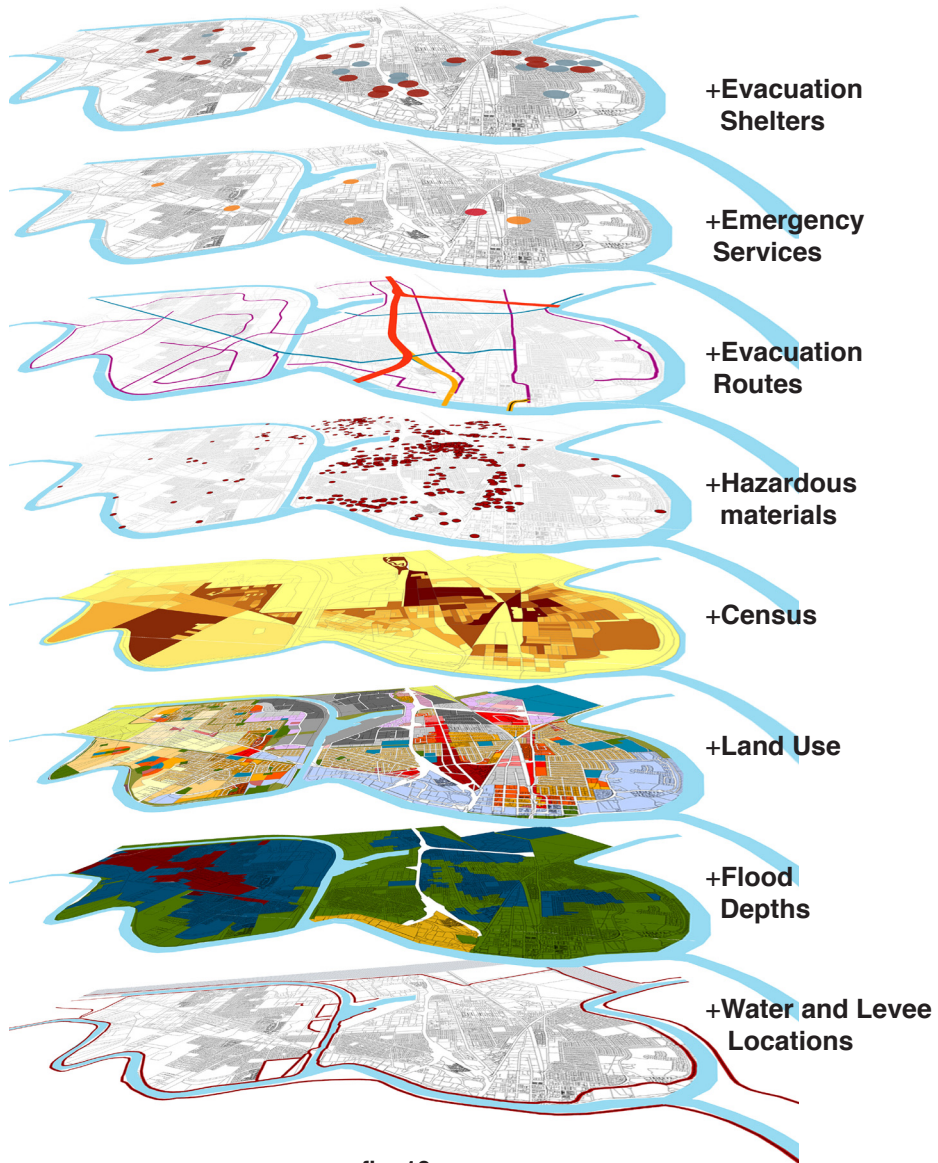 +Evacuation
Shelters
+Emergency
Services
+Evacuation
Routes
+Hazardous
materials
+Census
+Land Use
+Flood
Depths
+Water and Levee
Locations